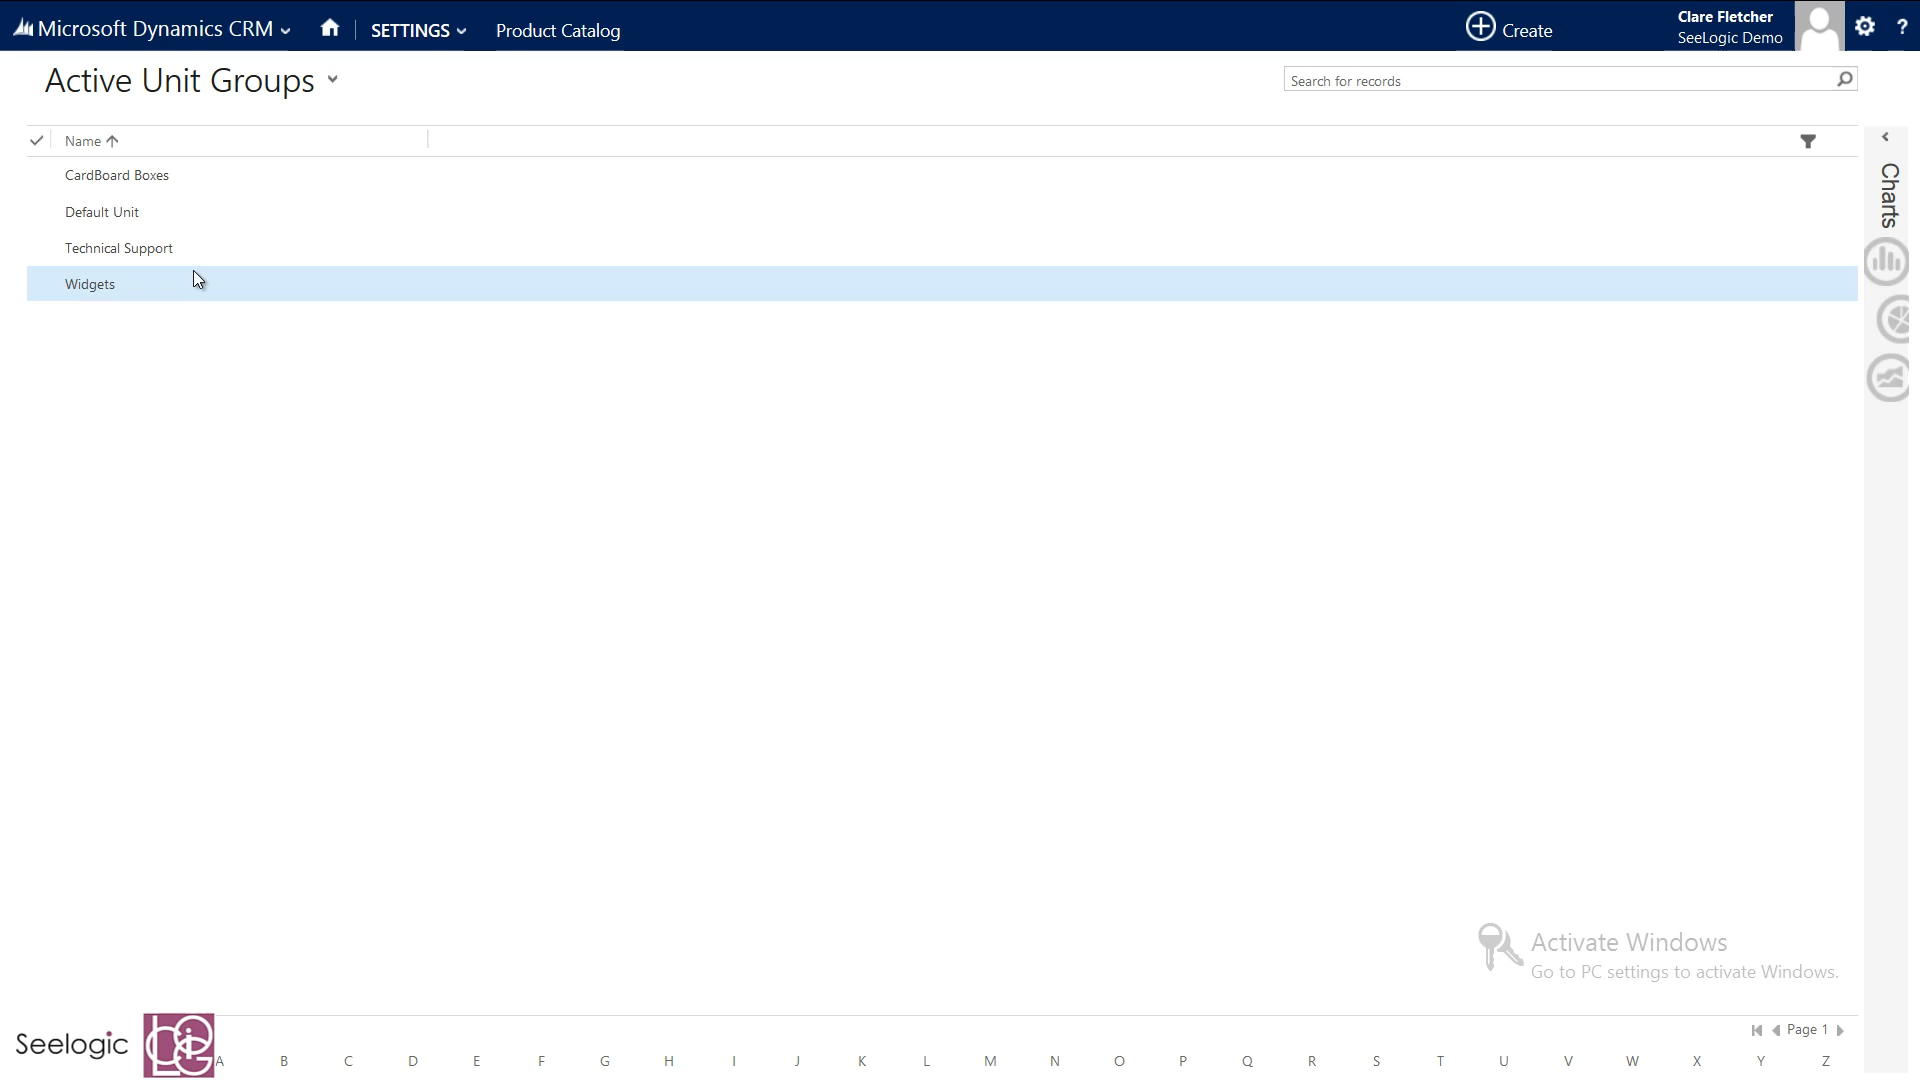 Microsoft Dynamics CRM
SETTINGS
Product Catalog
Create
Clare Fletcher
SeeLogic Demo
?
Active Unit Groups
Search for records
Name
CardBoard Boxes
Default Unit
Technical Support
Widgets
Charts
Activate Windows
Go to PC settings to activate Windows.
Page 1
Seelogic
A B C D E F G H I J K L M N O P Q R S T U V W X Y Z